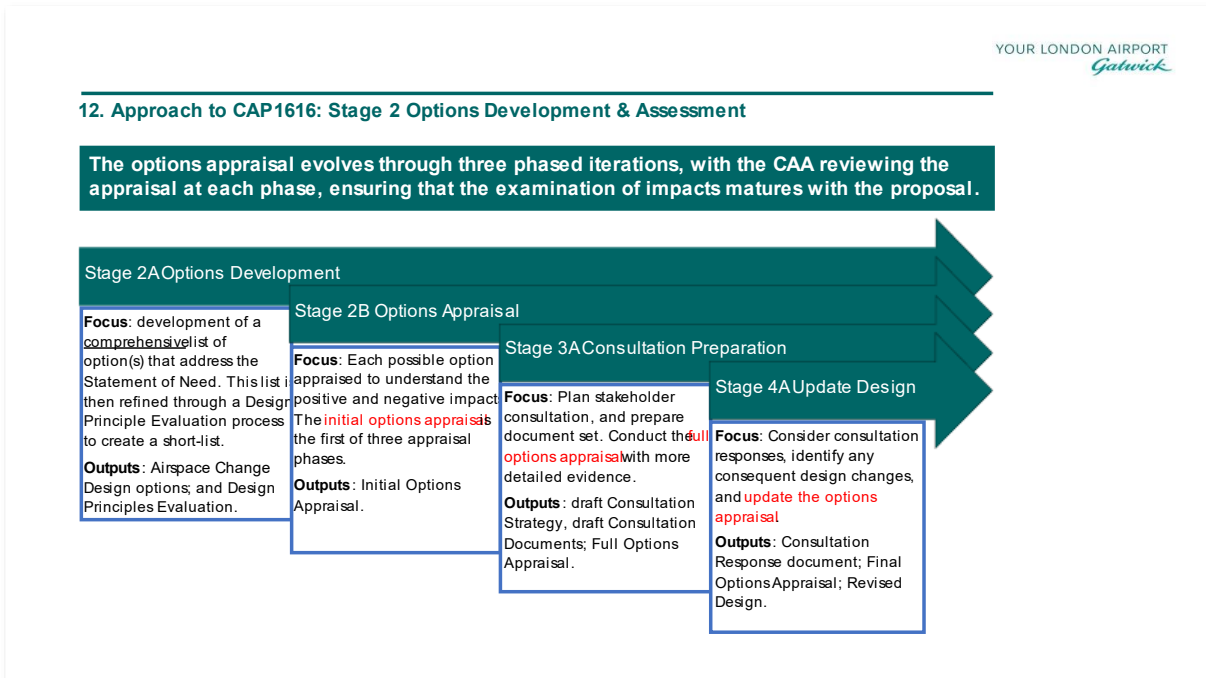 YOUR LONDON AIRPORT
Gatwick
12. Approach to CAP1616: Stage 2 Options Development & Assessment
The options appraisal evolves through three phased iterations, with the CAA reviewing the
appraisal at each phase, ensuring that the examination of impacts matures with the proposal.
Stage 2A Options Development
Focus: development of a
comprehensive list of
option(s) that address the
Statement of Need. This list is
then refined through a Design
Principle Evaluation process
to create a short-list.
Outputs: Airspace Change
Design options; and Design
Principles Evaluation.
Stage 2B Options Appraisal
Focus: Each possible option
appraised to understand the
positive and negative impact
The initial options appraisal is
the first of three appraisal
phases.
Outputs: Initial Options
Appraisal.
Stage 3A Consultation Preparation
Focus: Plan stakeholder
consultation, and prepare
document set. Conduct the full
options appraisal with more
detailed evidence.
Outputs: draft Consultation
Strategy, draft Consultation
Documents; Full Options
Appraisal.
Stage 4A Update Design
Focus: Consider consultation
responses, identify any
consequent design changes,
and update the options
appraisal.
Outputs: Consultation
Response document; Final
Options Appraisal; Revised
Design.